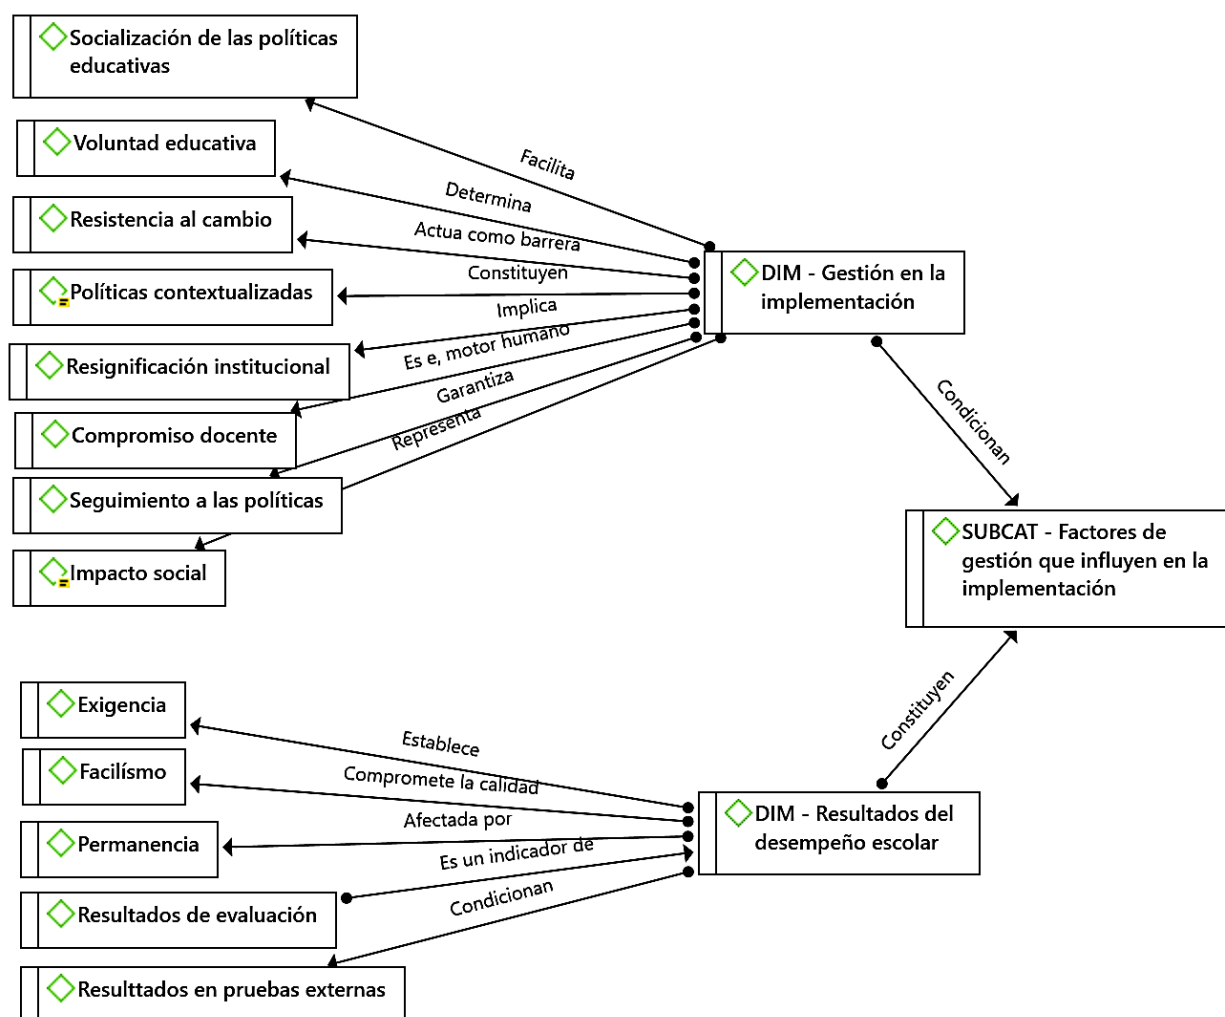 Socialización de las políticas
educativas
Voluntad educativa
Resistencia al cambio
Políticas contextualizadas
Resignificación institucional
Compromiso docente
Seguimiento a las políticas
Impacto social
Facilita
Determina
Actua como barrera
Constituyen
Implica
Es e, motor humano
Garantiza
Representa
DIM - Gestión en la
implementación
Condicionan
SUBCAT - Factores de
gestión que influyen en la
implementación
Constituyen
Exigencia
Facilísmo
Permanencia
Resultados de evaluación
Resulttados en pruebas externas
Establece
Compromete la calidad
Afectada por
Es un indicador de
Condicionan
DIM - Resultados del
desempeño escolar